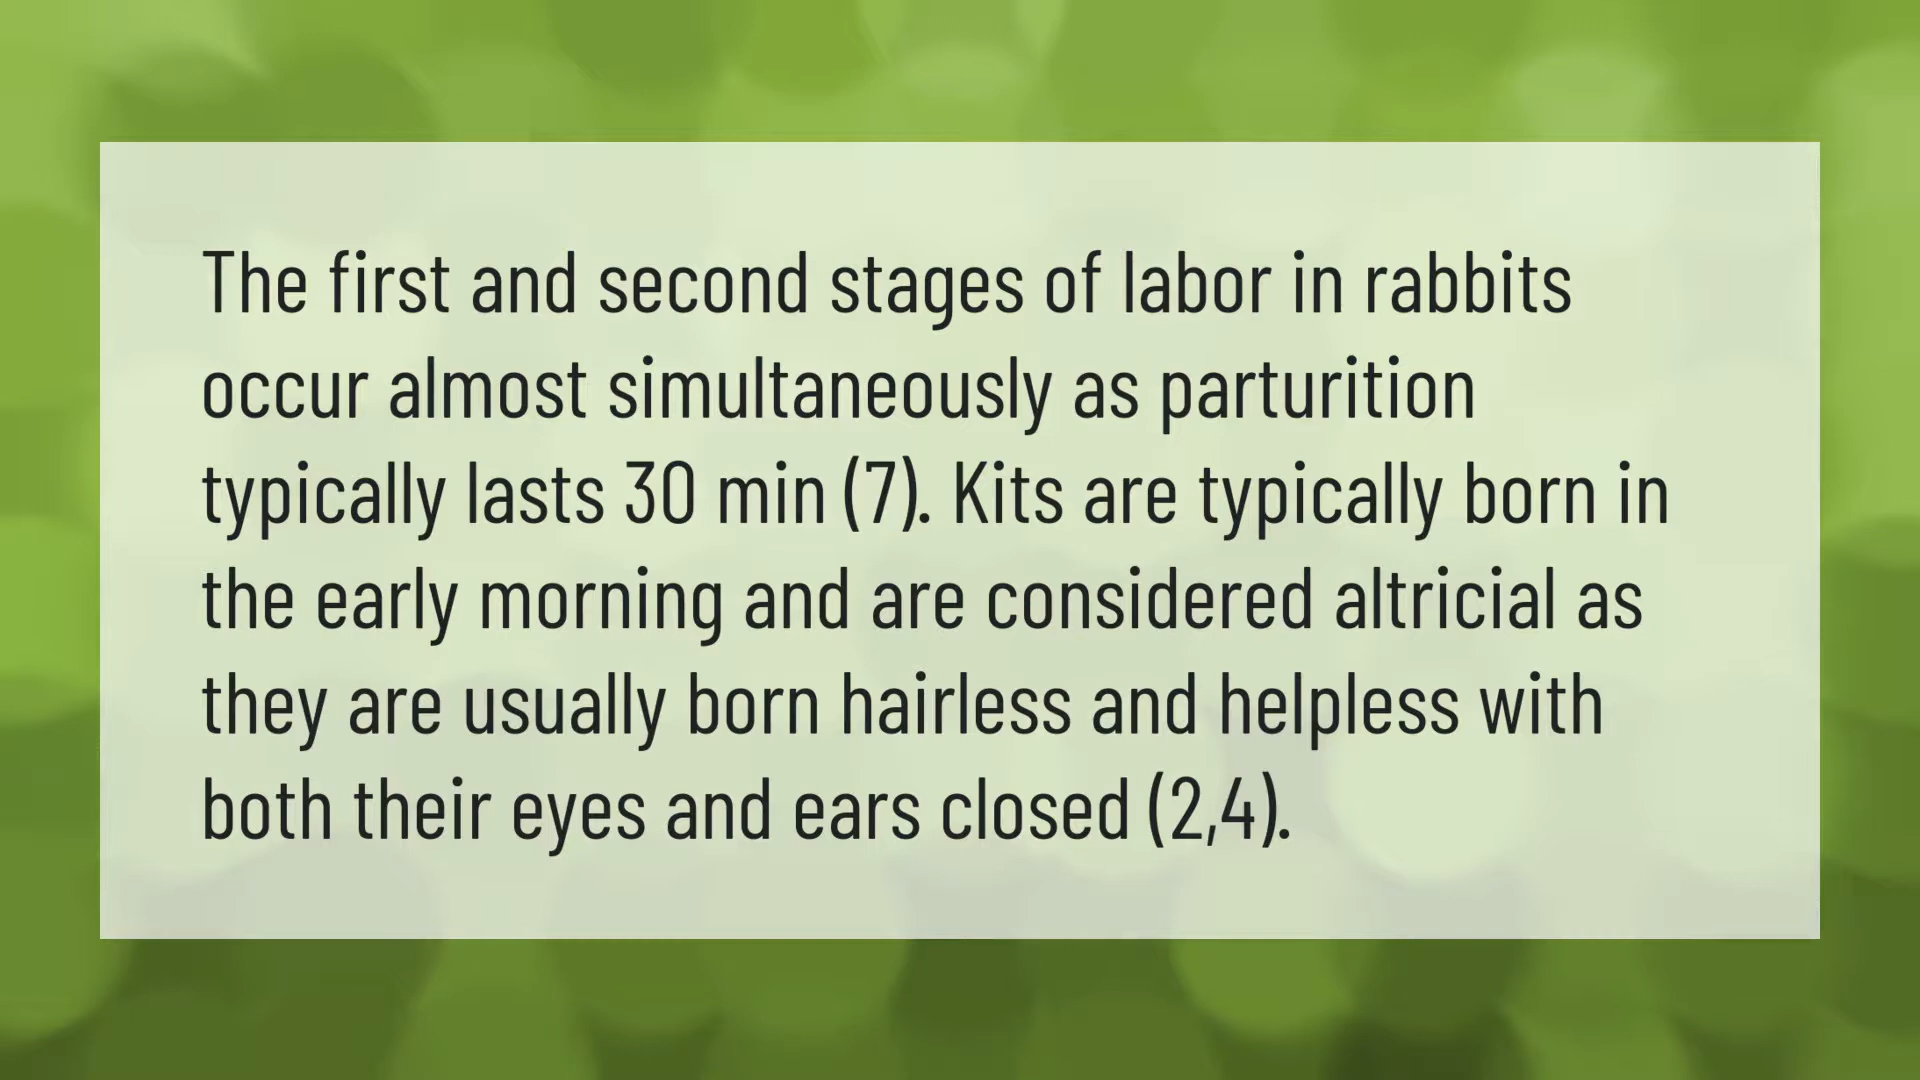 The first and second stages of labor in rabbits
occur almost simultaneously as parturition
typically lasts 30 min (7). Kits are typically born in
the early morning and are considered altricial as
they are usually born hairless and helpless with
both their eyes and ears closed (2,4).